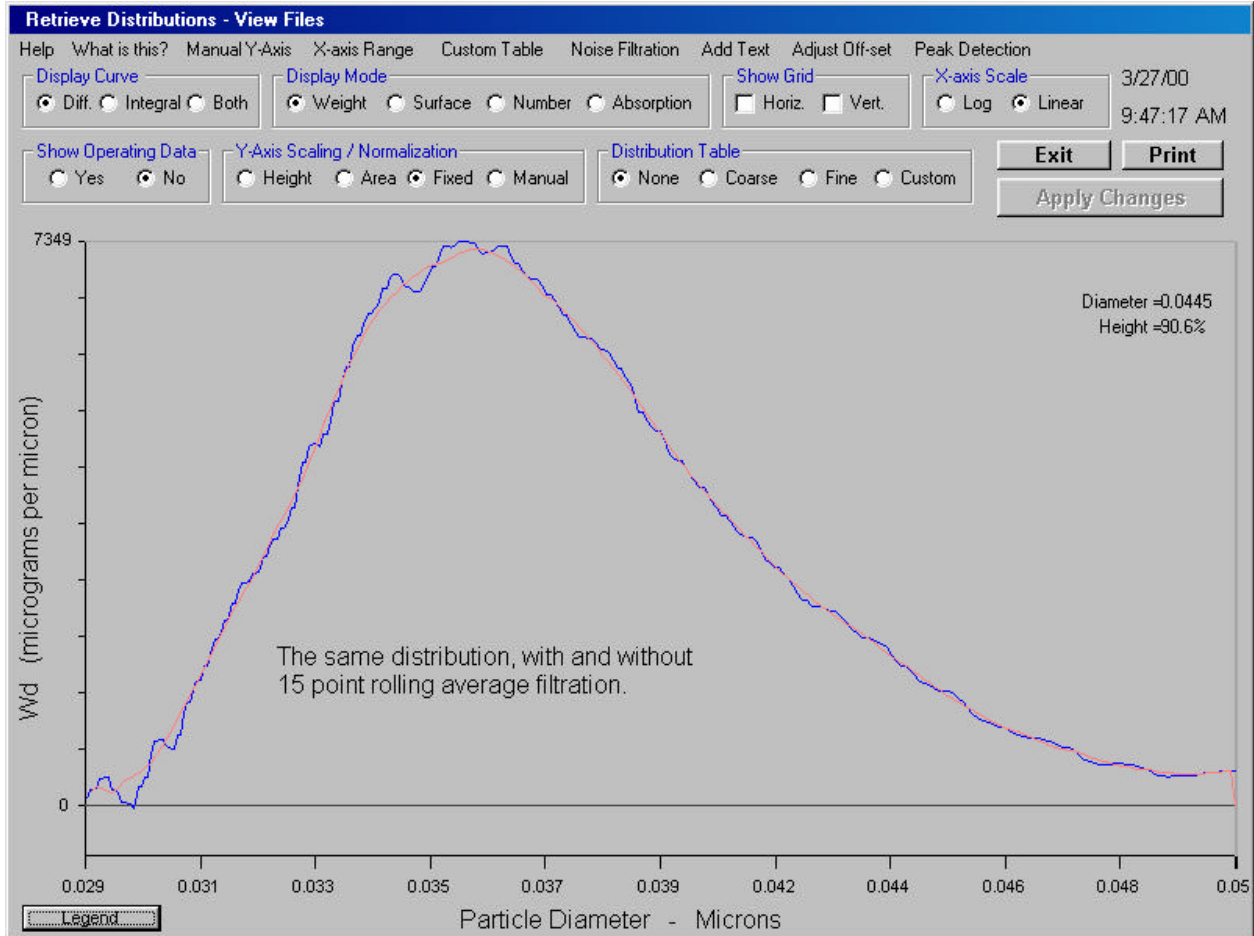 Retrieve Distributions - View Files
Help What is this? Manual Y-Axis X-axis Range Custom Table Noise Filtration Add Text Adjust Off-set Peak Detection
Display Curve Display Mode Show Grid X-axis Scale 3/27/00
Diff. Integral Both Weight Surface Number Absorption Horiz. Vert. Log Linear
9:47:17 AM
Show Operating Data Y-Axis Scaling / Normalization Distribution Table Exit Print
Yes No Height Area Fixed Manual None Coarse Fine Custom
Apply Changes
7349
Diameter =0.0445
Height =90.6%
Wd (micrograms per micron)
The same distribution, with and without
15 point rolling average filtration.
0
0.029 0.031 0.033 0.035 0.037 0.039 0.042 0.044 0.046 0.048 0.05
Legend Particle Diameter - Microns